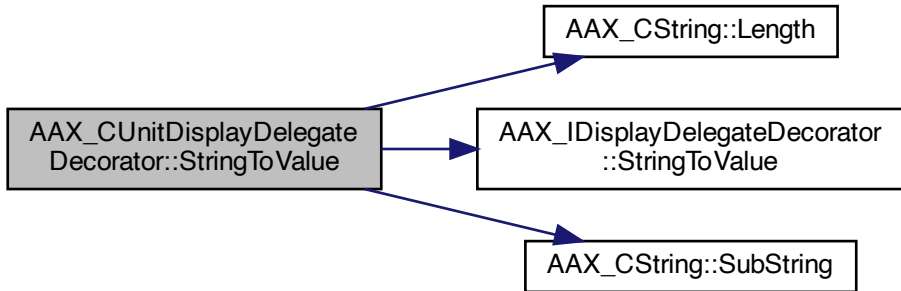 AAX_CUnitDisplayDelegate
Decorator::StringToValue
AAX_CString::Length
AAX_IDisplayDelegateDecorator
::StringToValue
AAX_CString::SubString